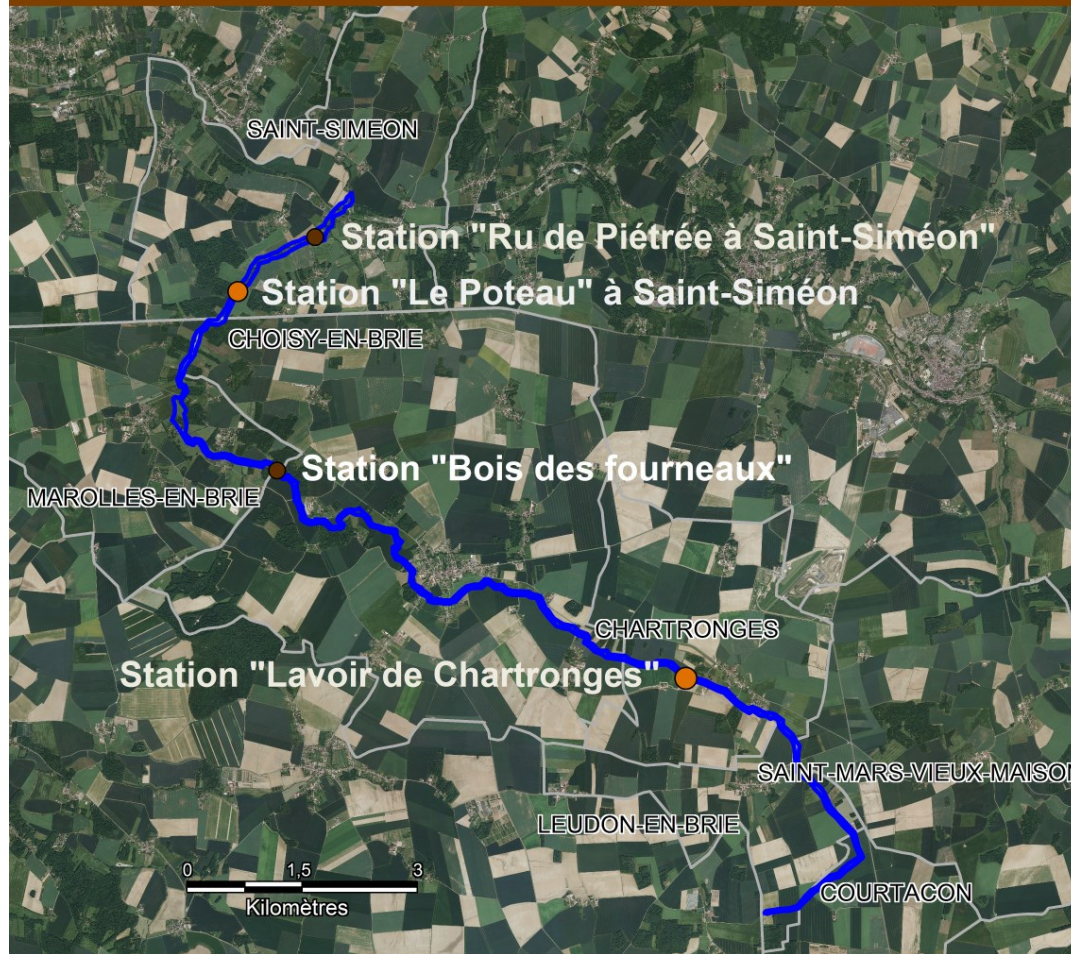 SAINT-SIMEON
Station "Ru de Piétrée à Saint-Siméon"
Station "Le Poteau" à Saint-Siméon
CHOISY-EN-BRIE
Station "Bois des fourneaux"
MAROLLES-EN-BRIE
CHARTRONGES
Station "Lavoir de Chartronges"
SAINT-MARS-VIEUX-MAISON
LEUDON-EN-BRIE
0 1,5 3
Kilomètres
COURTACON